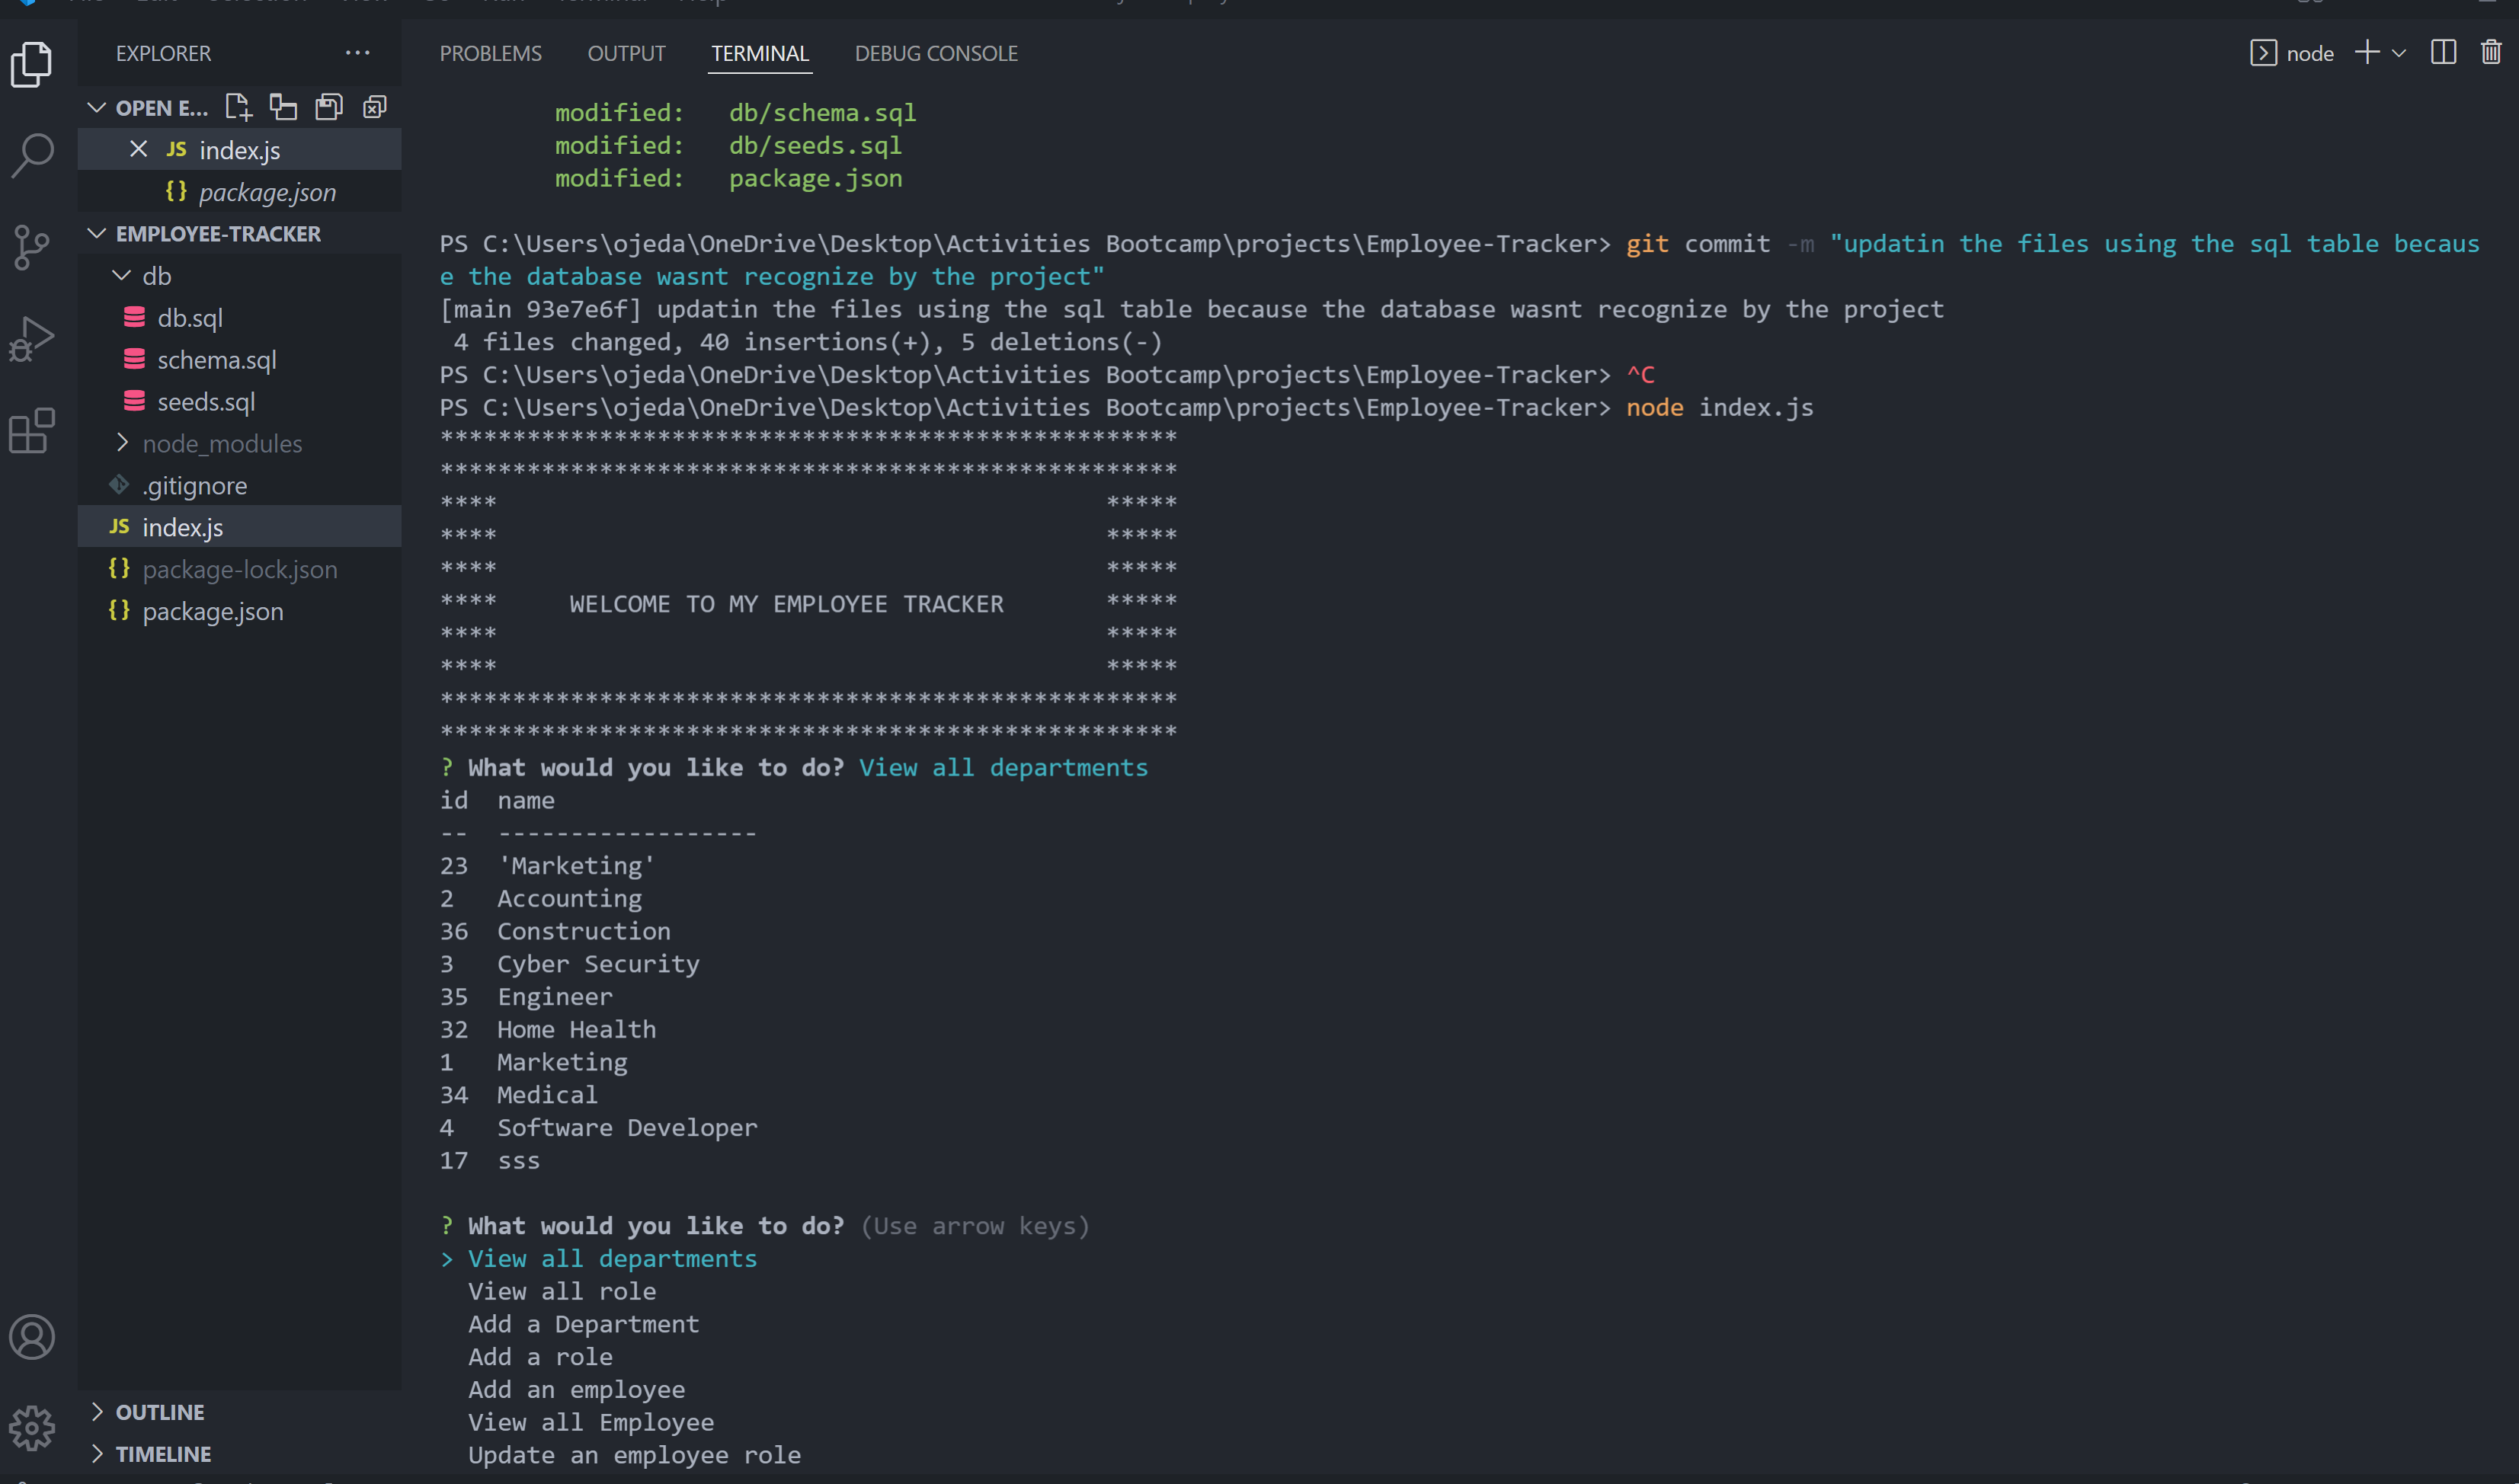 EXPLORER
OPEN E...
JS index.js
{} package.json
EMPLOYEE-TRACKER
db
db.sql
schema.sql
seeds.sql
node_modules
.gitignore
JS index.js
{} package-lock.json
{} package.json
OUTLINE
TIMELINE
PROBLEMS OUTPUT TERMINAL DEBUG CONSOLE
node
modified: db/schema.sql
modified: db/seeds.sql
modified: package.json
PS C:\Users\ojeda\OneDrive\Desktop\Activities Bootcamp\projects\Employee-Tracker> git commit -m "updatin the files using the sql table becaus
e the database wasnt recognize by the project"
[main 93e7e6f] updatin the files using the sql table because the database wasnt recognize by the project
4 files changed, 40 insertions(+), 5 deletions(-)
PS C:\Users\ojeda\OneDrive\Desktop\Activities Bootcamp\projects\Employee-Tracker> ^C
PS C:\Users\ojeda\OneDrive\Desktop\Activities Bootcamp\projects\Employee-Tracker> node index.js
***************************************************
***************************************************
**** *****
**** *****
**** *****
**** WELCOME TO MY EMPLOYEE TRACKER *****
**** *****
**** *****
***************************************************
***************************************************
? What would you like to do? View all departments
id name
-- ------------------
23 'Marketing'
2 Accounting
36 Construction
3 Cyber Security
35 Engineer
32 Home Health
1 Marketing
34 Medical
4 Software Developer
17 sss
? What would you like to do? (Use arrow keys)
> View all departments
View all role
Add a Department
Add a role
Add an employee
View all Employee
Update an employee role